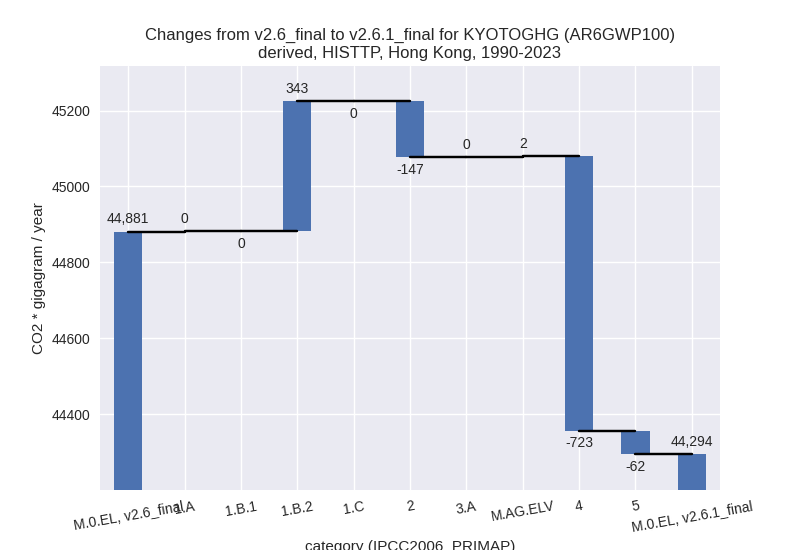 Changes from v2.6_final to v2.6.1_final for KYOTOGHG (AR6GWP100)
derived, HISTTP, Hong Kong, 1990-2023
CO2 * gigagram / year
45200
45000
44800
44600
44400
44,881
0
0
343
0
-147
0
2
-723
-62
44,294
M.0.EL, v2.6_final
1.A
1.B.1
1.B.2
1.C
2
3.A
M.AG.ELV
4
5
M.0.EL, v2.6.1_final
category (IPCC2006_PRIMAP)